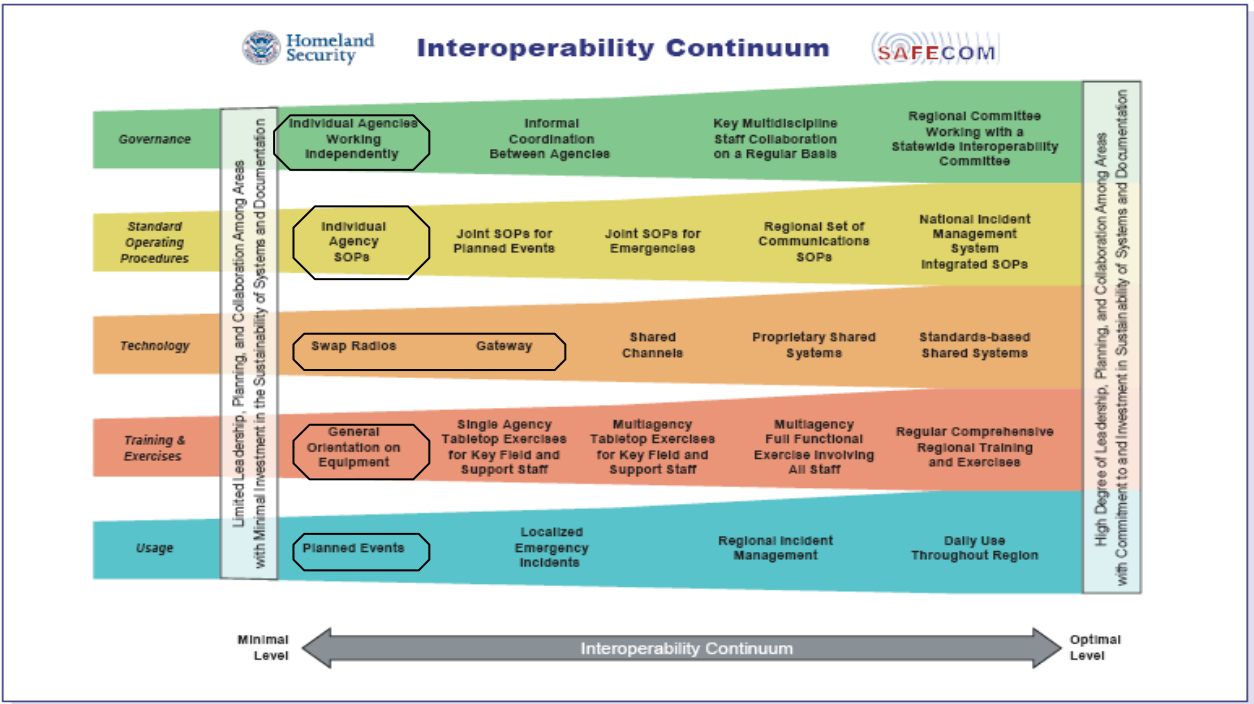 Homeland
Security
Interoperability Continuum
SAFECOM
Limited Leadership, Planning, and Collaboration Among Areas
with Minimal Investment in the Sustainability of Systems and Documentation
Governance
Individual Agencies
Working
Independently
Informal
Coordination
Between Agencies
Key Multidiscipline
Staff Collaboration
on a Regular Basis
Regional Committee
Working with a
Statewide Interoperability
Committee
Standard
Operating
Procedures
Individual
Agency
SOPs
Joint SOPs for
Planned Events
Joint SOPs for
Emergencies
Regional Set of
Communications
SOPs
National Incident
Management
System
Integrated SOPs
Technology
Swap Radios
Gateway
Shared
Channels
Proprietary Shared
Systems
Standards-based
Shared Systems
Training &
Exercises
General
Orientation on
Equipment
Single Agency
Tabletop Exercises
for Key Field and
Support Staff
Multiagency
Tabletop Exercises
for Key Field and
Support Staff
Multiagency
Full Functional
Exercise Involving
All Staff
Regular Comprehensive
Regional Training
and Exercises
Usage
Planned Events
Localized
Emergency
Incidents
Regional Incident
Management
Daily Use
Throughout Region
High Degree of Leadership, Planning, and Collaboration Among Areas
with Commitment to and Investment in Sustainability of Systems and Documentation
Minimal
Level
Interoperability Continuum
Optimal
Level